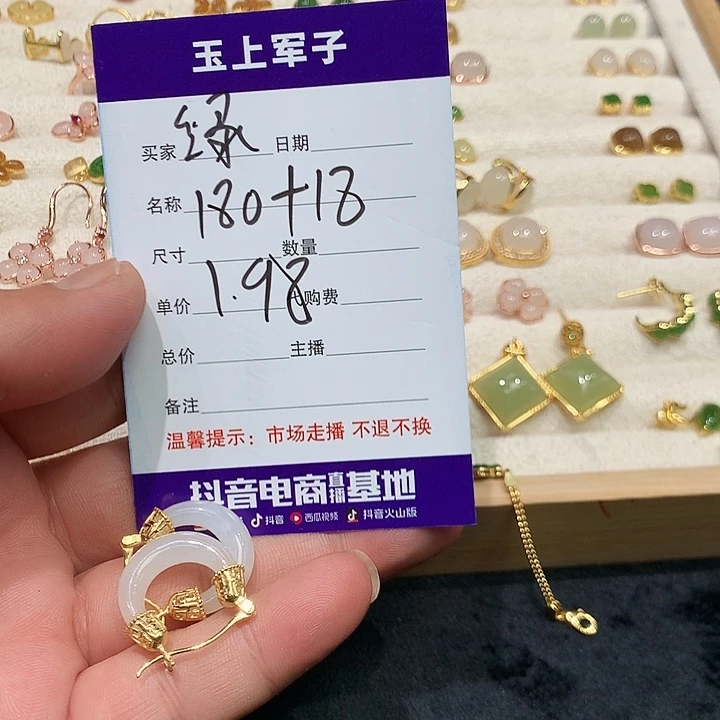 玉上军子
买家 绿 日期
名称 180+18
尺寸 数量
单价 1.98 代购费
总价 主播
备注
温馨提示：市场走播 不退不换
抖音电商直播基地
抖音 西瓜视频 抖音火山版